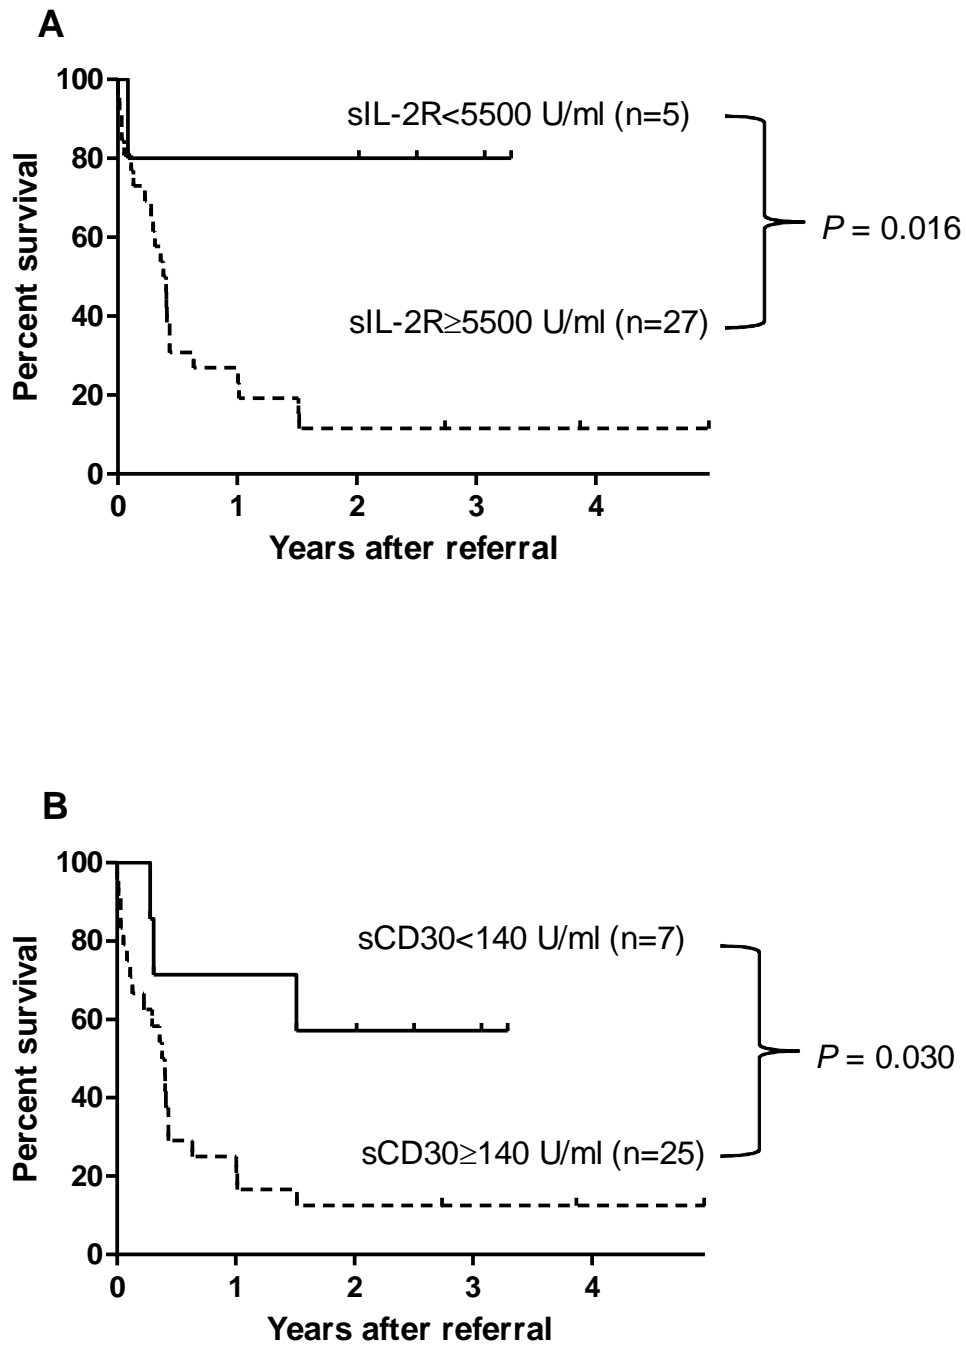 A
100
80
60
40
20
0
Percent survival
sIL-2R<5500 U/ml (n=5)
sIL-2R≥5500 U/ml (n=27)
P = 0.016
0 1 2 3 4
Years after referral
B
100
80
60
40
20
0
Percent survival
sCD30<140 U/ml (n=7)
sCD30≥140 U/ml (n=25)
P = 0.030
0 1 2 3 4
Years after referral